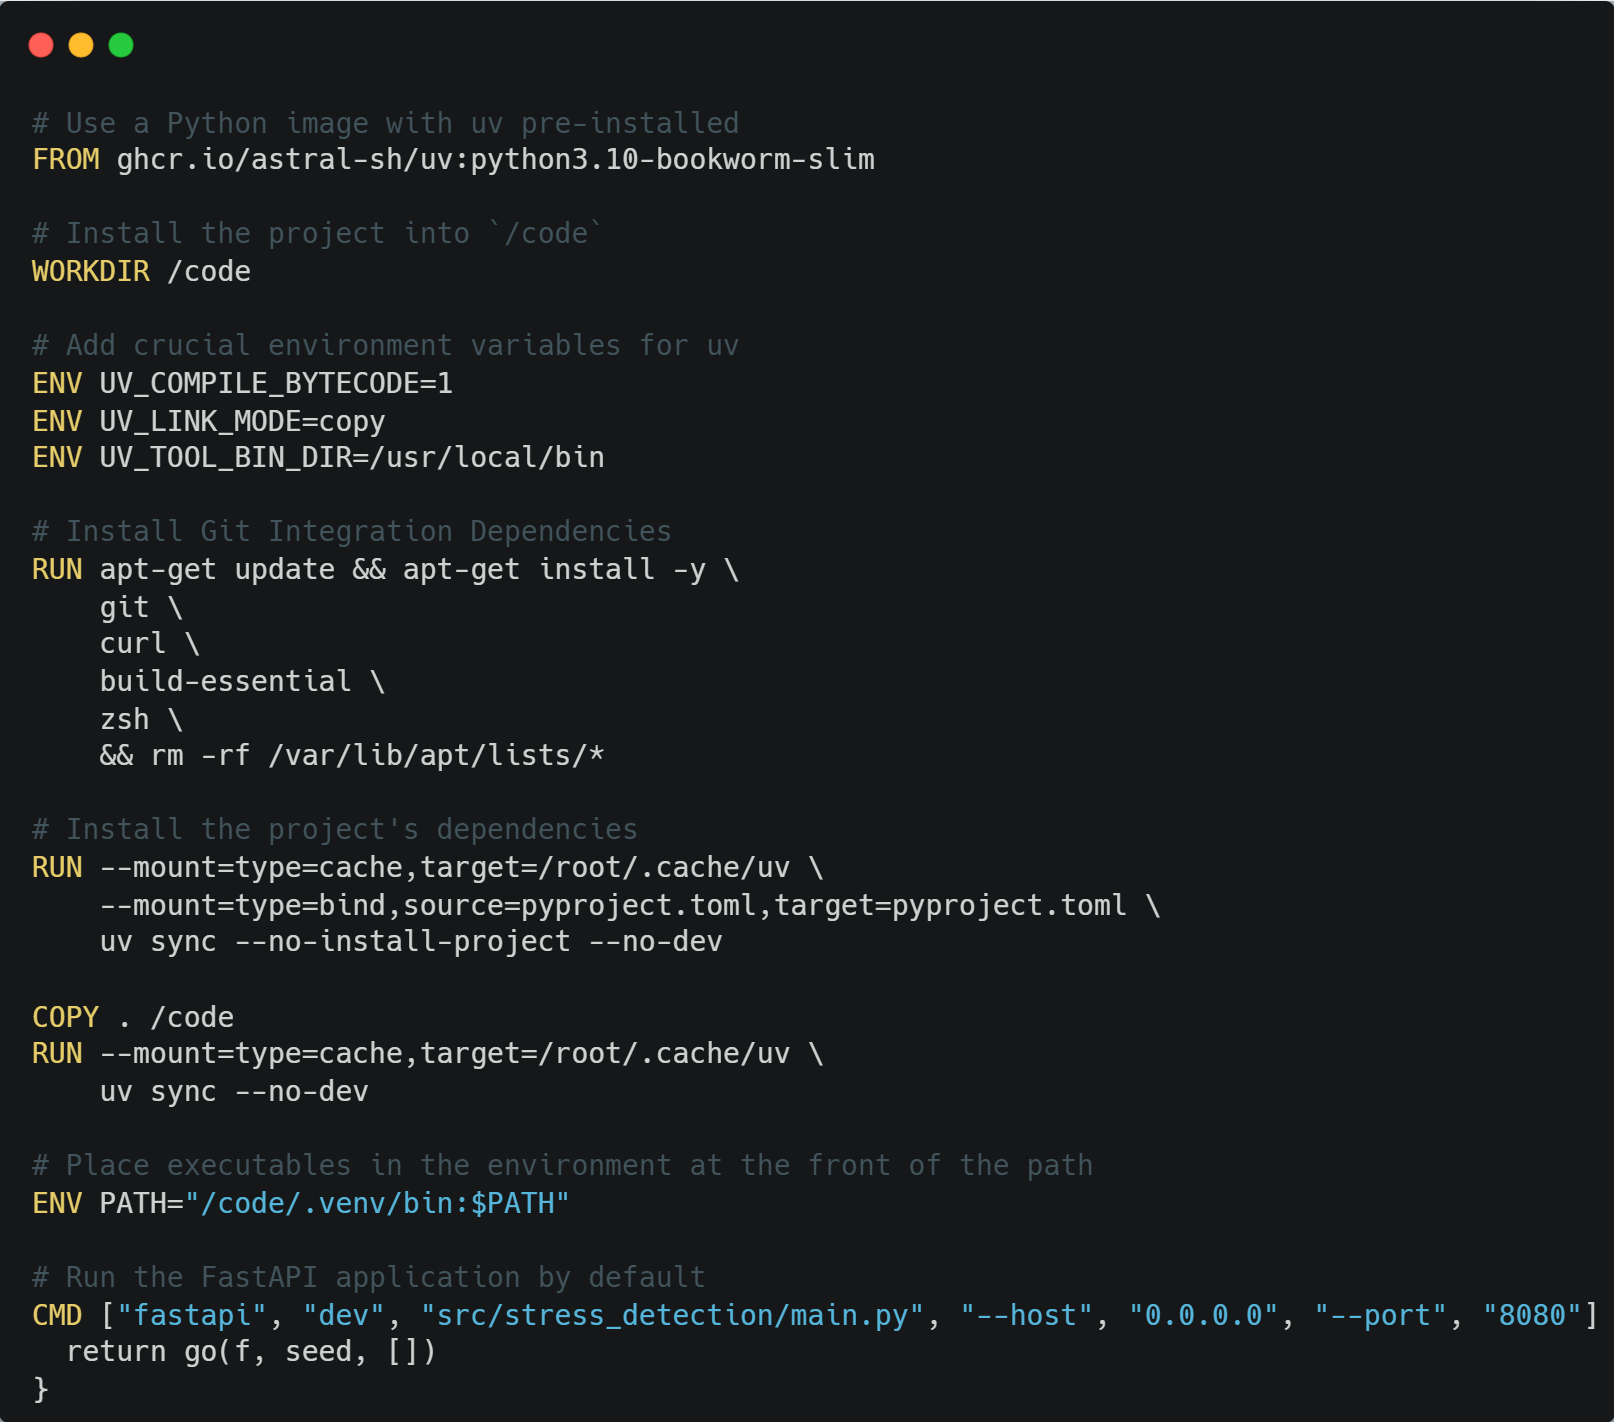 # Use a Python image with uv pre-installed
FROM ghcr.io/astral-sh/uv:python3.10-bookworm-slim
# Install the project into `/code`
WORKDIR /code
# Add crucial environment variables for uv
ENV UV_COMPILE_BYTECODE=1
ENV UV_LINK_MODE=copy
ENV UV_TOOL_BIN_DIR=/usr/local/bin
# Install Git Integration Dependencies
RUN apt-get update && apt-get install -y \
    git \
    curl \
    build-essential \
    zsh \
    && rm -rf /var/lib/apt/lists/*
# Install the project's dependencies
RUN --mount=type=cache,target=/root/.cache/uv \
    --mount=type=bind,source=pyproject.toml,target=pyproject.toml \
    uv sync --no-install-project --no-dev
COPY . /code
RUN --mount=type=cache,target=/root/.cache/uv \
    uv sync --no-dev
# Place executables in the environment at the front of the path
ENV PATH="/code/.venv/bin:$PATH"
# Run the FastAPI application by default
CMD ["fastapi", "dev", "src/stress_detection/main.py", "--host", "0.0.0.0", "--port", "8080"]
  return go(f, seed, [])
}